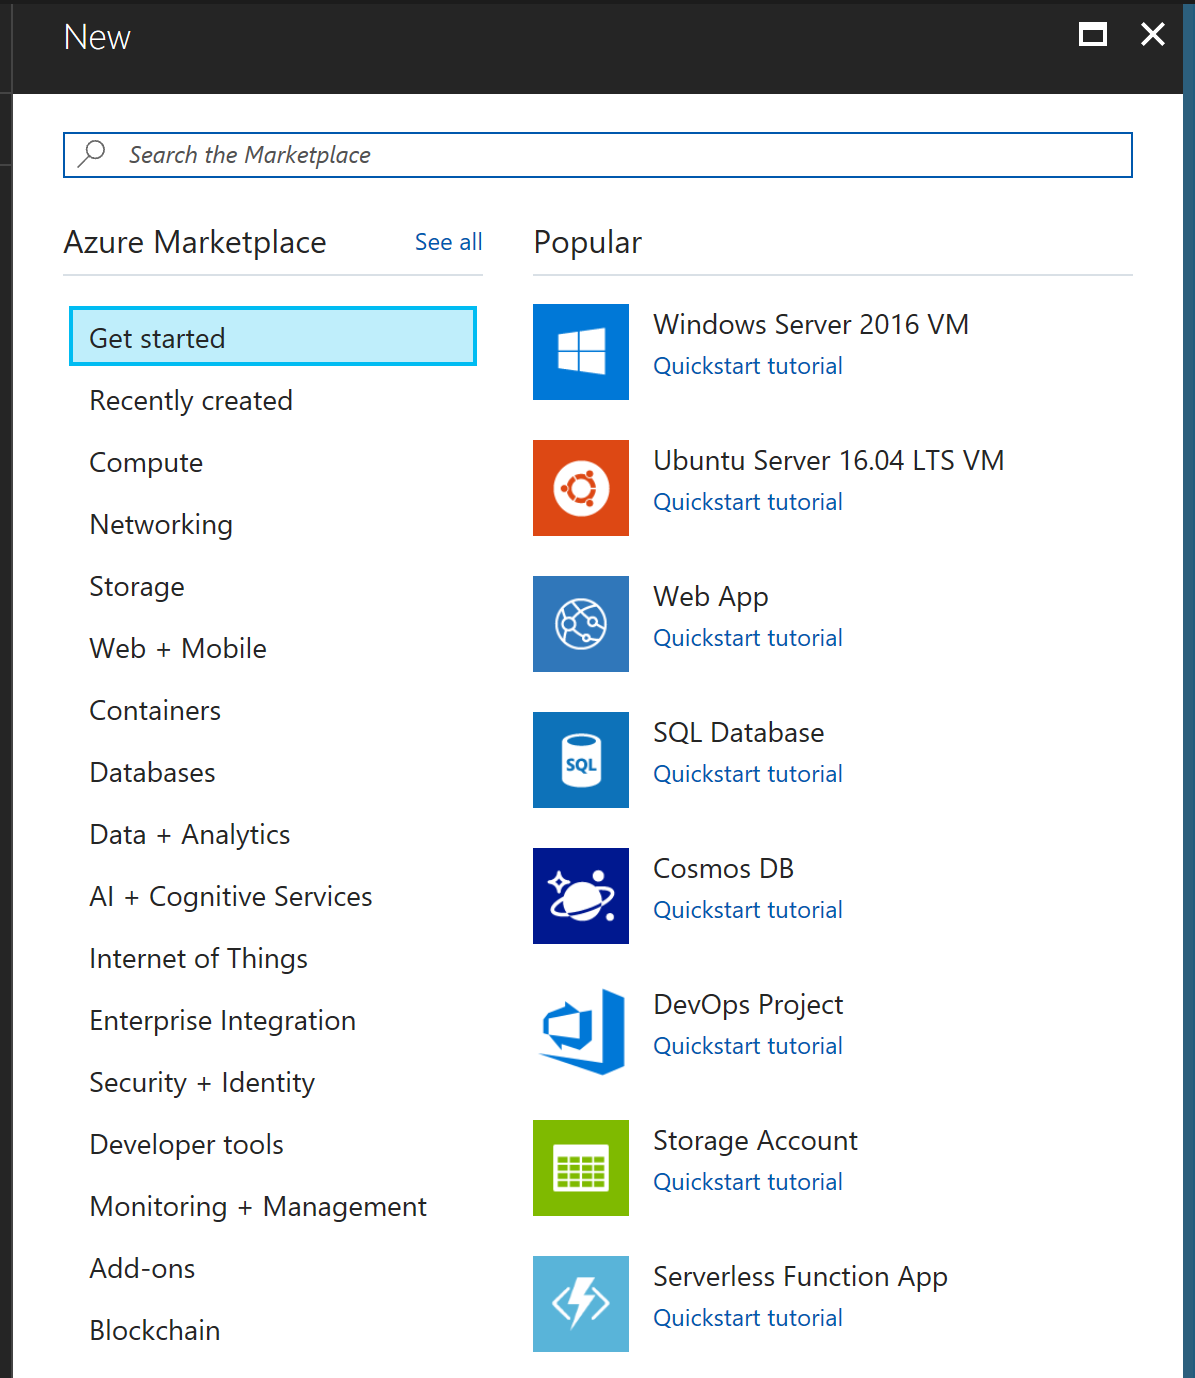 New
Search the Marketplace
Azure Marketplace
See all
Get started
Recently created
Compute
Networking
Storage
Web + Mobile
Containers
Databases
Data + Analytics
AI + Cognitive Services
Internet of Things
Enterprise Integration
Security + Identity
Developer tools
Monitoring + Management
Add-ons
Blockchain
Popular
Windows Server 2016 VM
Quickstart tutorial
Ubuntu Server 16.04 LTS VM
Quickstart tutorial
Web App
Quickstart tutorial
SQL
SQL Database
Quickstart tutorial
Cosmos DB
Quickstart tutorial
DevOps Project
Quickstart tutorial
Storage Account
Quickstart tutorial
Serverless Function App
Quickstart tutorial